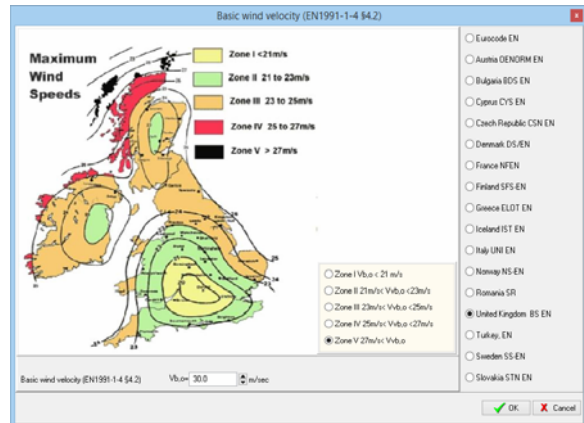 Basic wind velocity (EN1991-1-4 §4.2)
x
Maximum
Wind
Speeds
Zone I <21m/s
Zone II 21 to 23m/s
Zone III 23 to 25m/s
Zone IV 25 to 27m/s
Zone V > 27m/s
Zone I Vb,o < 21 m/s
Zone II 21m/s< Vvb,o <23m/s
Zone III 23m/s< Vvb,o <25m/s
Zone IV 25m/s< Vvb,o <27m/s
Zone V 27m/s< Vvb,o
Basic wind velocity (EN1991-1-4 §4.2)
Vb,o= 30.0 m/sec
Eurocode EN
Austria OENORM EN
Bulgaria BDS EN
Cyprus CYS EN
Czech Republic CSN EN
Denmark DS/EN
France NFEN
Finland SFS-EN
Greece ELOT EN
Iceland IST EN
Italy UNI EN
Norway NS-EN
Romania SR
United Kingdom BS EN
Turkey, EN
Sweden SS-EN
Slovakia STN EN
OK
X Cancel